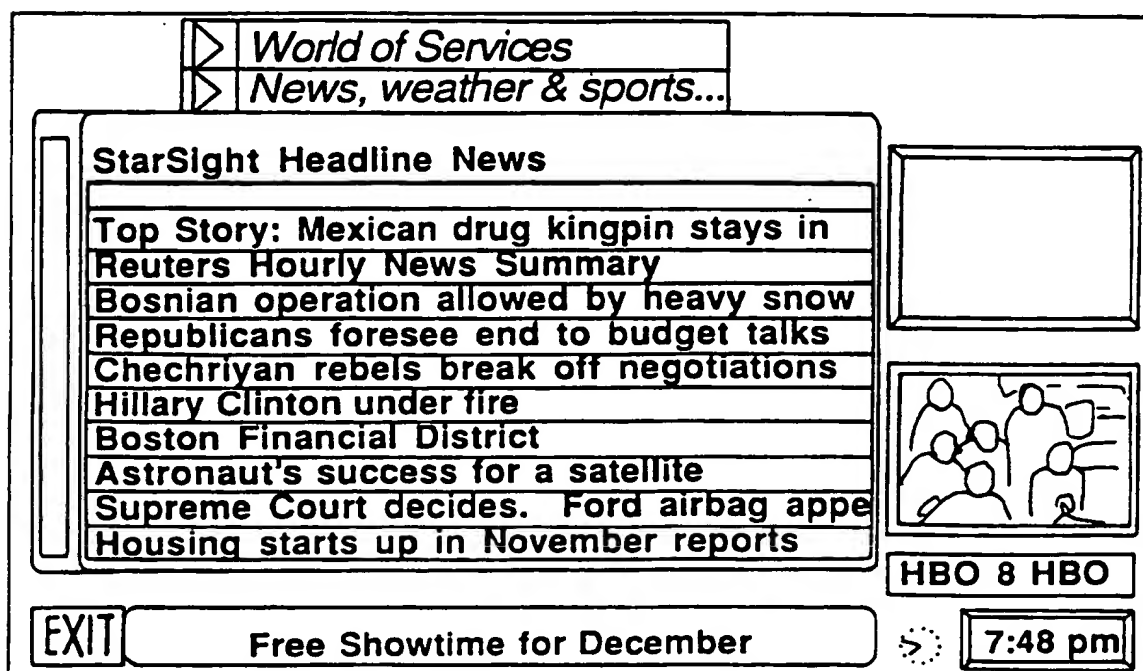 World of Services
News, weather & sports...
StarSight Headline News
Top Story: Mexican drug kingpin stays in
Reuters Hourly News Summary
Bosnian operation allowed by heavy snow
Republicans foresee end to budget talks
Chechriyan rebels break off negotiations
Hillary Clinton under fire
Boston Financial District
Astronaut's success for a satellite
Supreme Court decides. Ford airbag appe
Housing starts up in November reports
HBO 8 HBO
EXIT
Free Showtime for December
7:48 pm